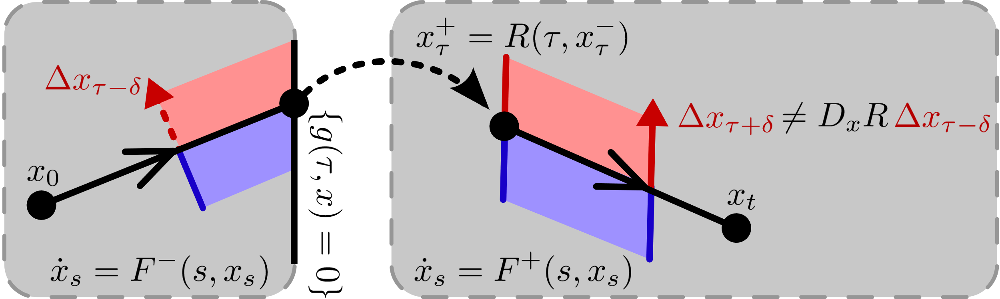 Δx_{τ−δ}
x_0
ẋ_s = F^−(s, x_s)
{g(τ, x) = 0}
x_τ^+ = R(τ, x_τ^−)
Δx_{τ+δ} ≠ D_x R Δx_{τ−δ}
x_t
ẋ_s = F^+(s, x_s)